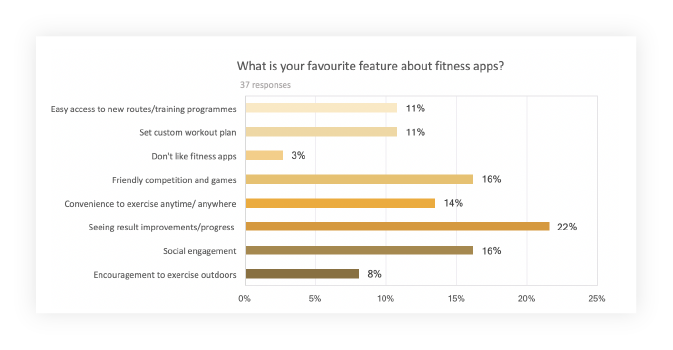 What is your favourite feature about fitness apps?
37 responses
Easy access to new routes/training programmes 11%
Set custom workout plan 11%
Don't like fitness apps 3%
Friendly competition and games 16%
Convenience to exercise anytime/ anywhere 14%
Seeing result improvements/progress 22%
Social engagement 16%
Encouragement to exercise outdoors 8%
0% 5% 10% 15% 20% 25%